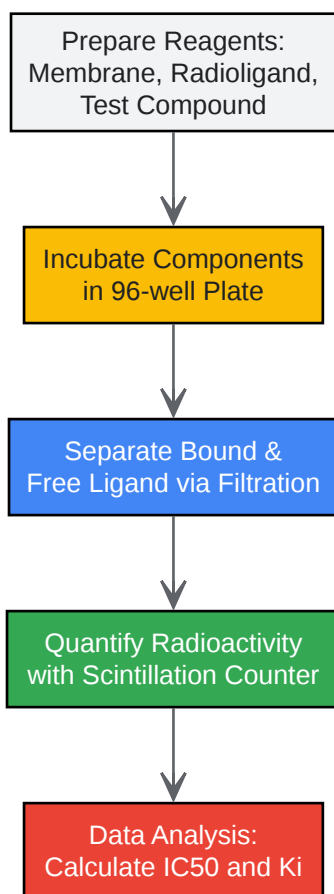 Prepare Reagents:
Membrane, Radioligand,
Test Compound
Incubate Components
in 96-well Plate
Separate Bound &
Free Ligand via Filtration
Quantify Radioactivity
with Scintillation Counter
Data Analysis:
Calculate IC50 and Ki